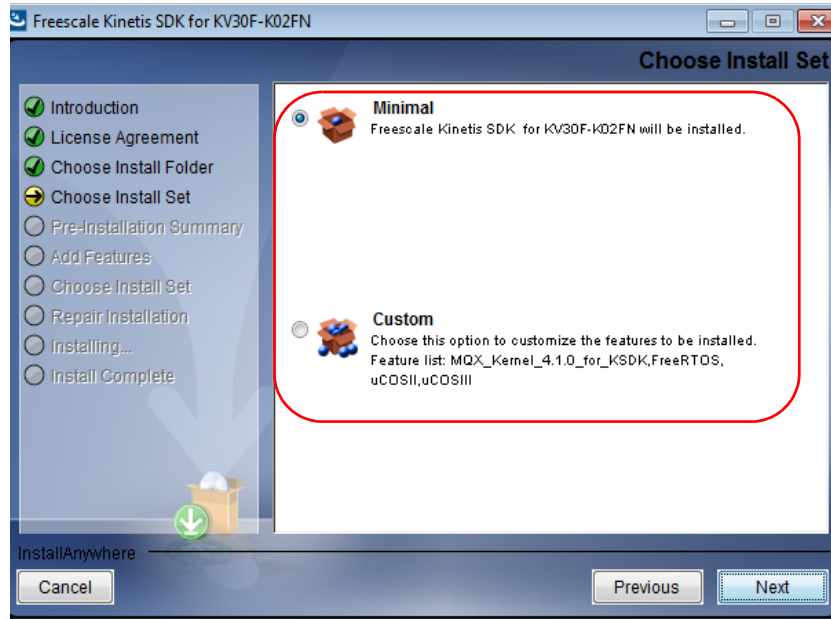 Freescale Kinetis SDK for KV30F-K02FN
Choose Install Set
Introduction
License Agreement
Choose Install Folder
Choose Install Set
Pre-Installation Summary
Add Features
Choose Install Set
Repair Installation
Installing...
Install Complete
Minimal
Freescale Kinetis SDK for KV30F-K02FN will be installed.
Custom
Choose this option to customize the features to be installed.
Feature list: MQX_Kernel_4.1.0_for_KSDK,FreeRTOS,
uCOSII,uCOSIII
InstallAnywhere
Cancel
Previous
Next